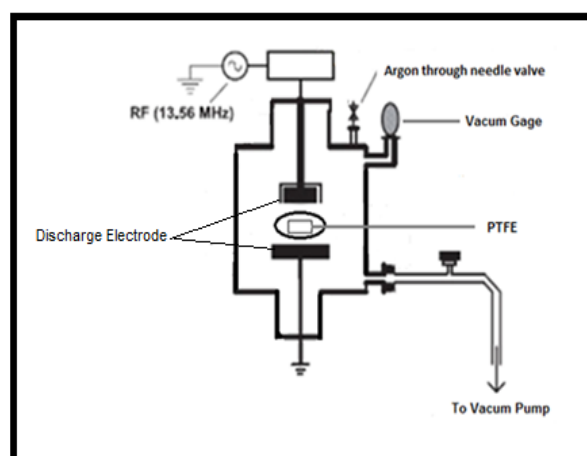 Argon through needle valve
RF (13.56 MHz)
Vacum Gage
Discharge Electrode
PTFE
To Vacum Pump